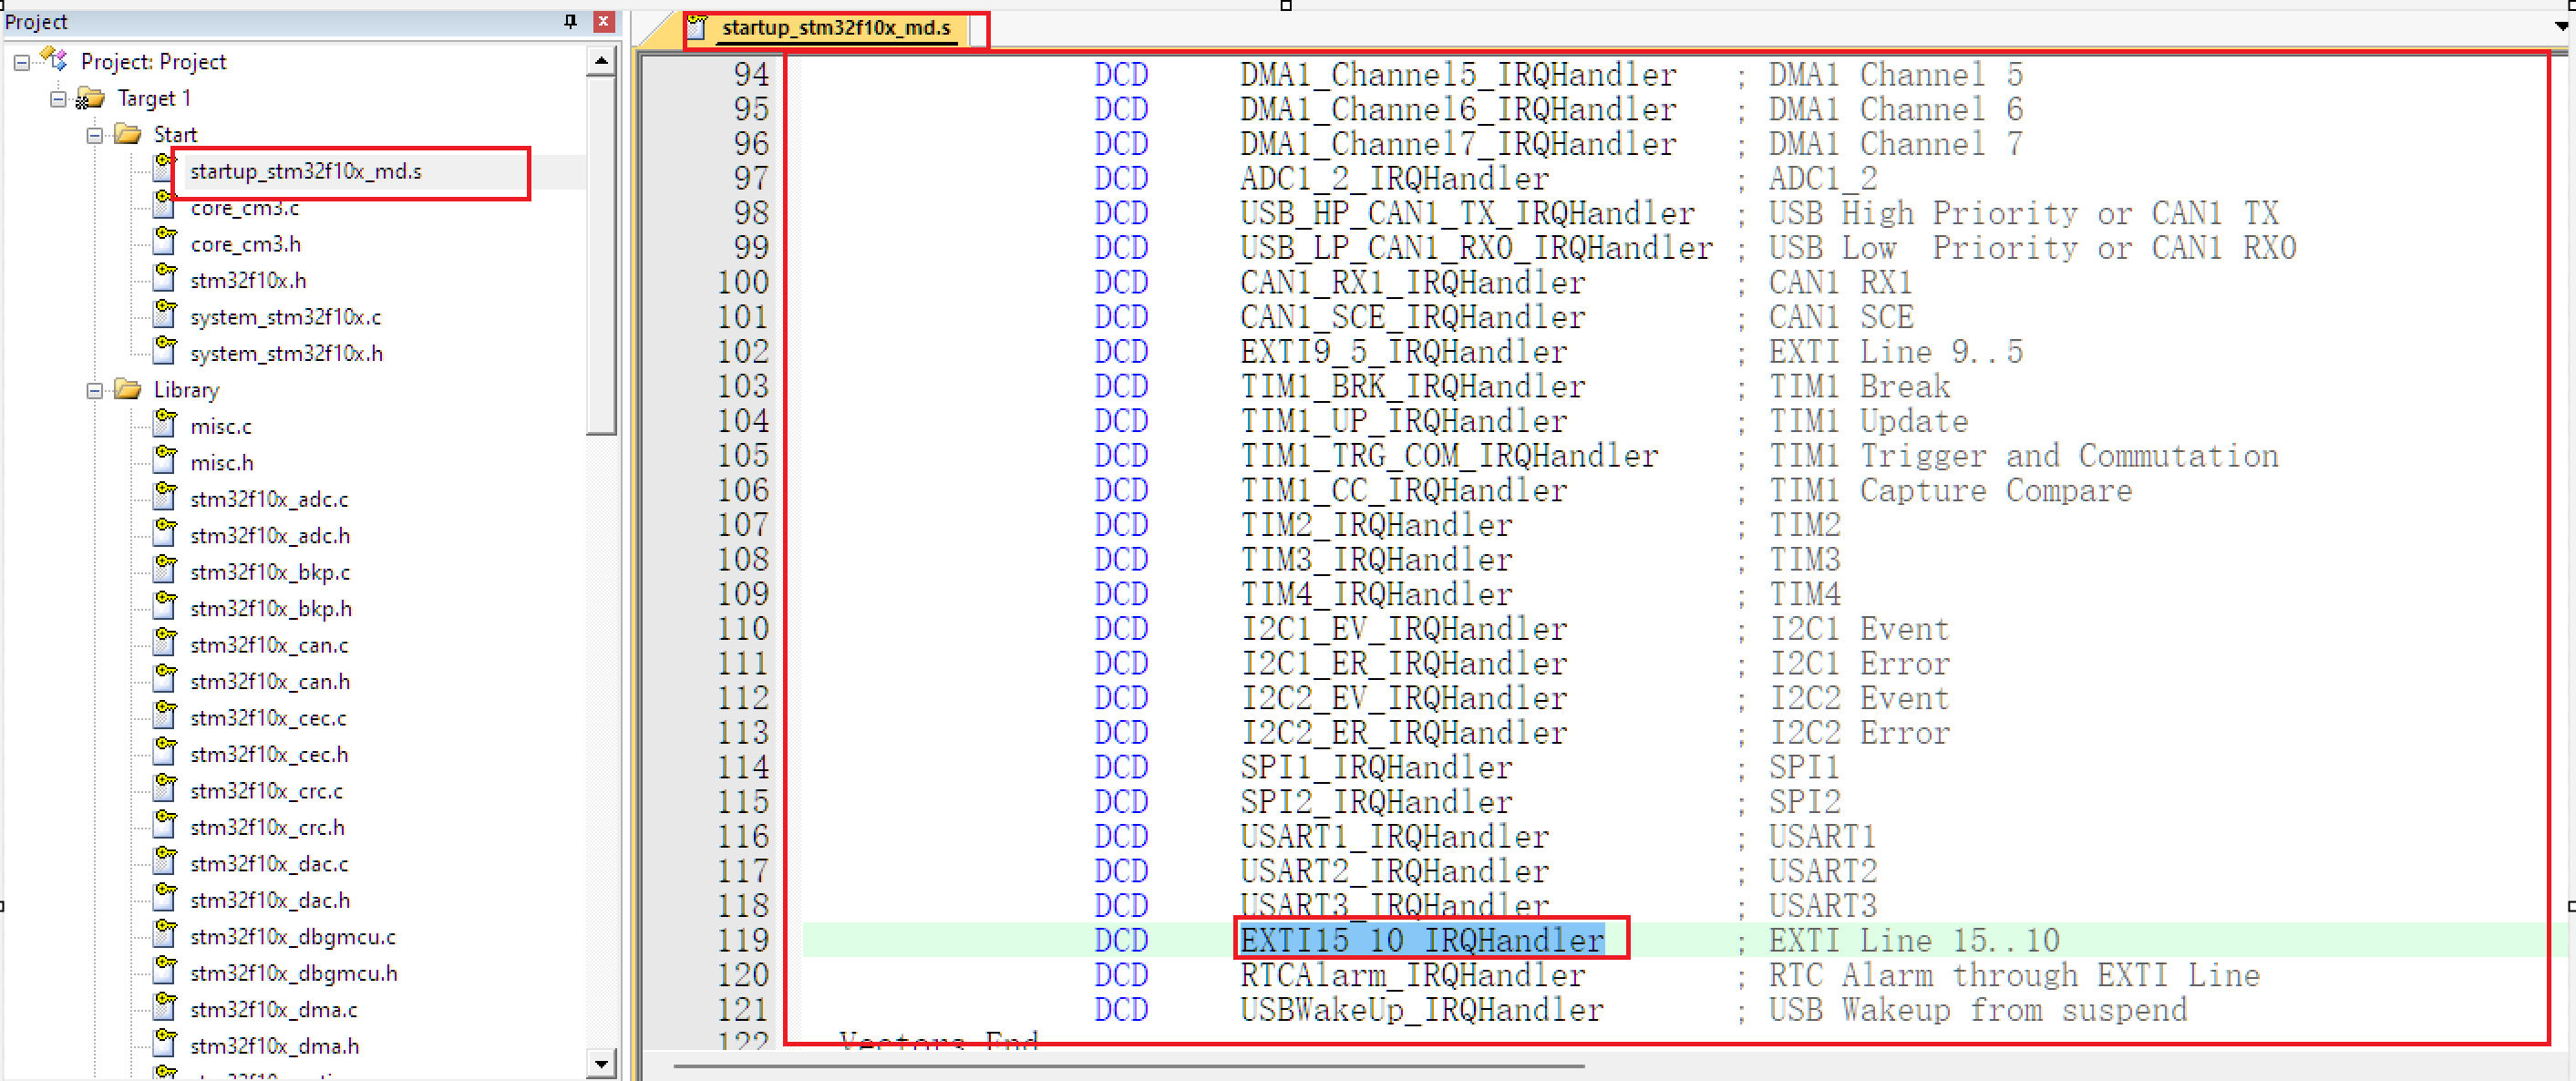 Project
Project: Project
Target 1
Start
startup_stm32f10x_md.s
core_cm3.c
core_cm3.h
stm32f10x.h
system_stm32f10x.c
system_stm32f10x.h
Library
misc.c
misc.h
stm32f10x_adc.c
stm32f10x_adc.h
stm32f10x_bkp.c
stm32f10x_bkp.h
stm32f10x_can.c
stm32f10x_can.h
stm32f10x_cec.c
stm32f10x_cec.h
stm32f10x_crc.c
stm32f10x_crc.h
stm32f10x_dac.c
stm32f10x_dac.h
stm32f10x_dbgmcu.c
stm32f10x_dbgmcu.h
stm32f10x_dma.c
stm32f10x_dma.h
startup_stm32f10x_md.s
94 DCD DMA1_Channel5_IRQHandler ; DMA1 Channel 5
95 DCD DMA1_Channel6_IRQHandler ; DMA1 Channel 6
96 DCD DMA1_Channel7_IRQHandler ; DMA1 Channel 7
97 DCD ADC1_2_IRQHandler ; ADC1_2
98 DCD USB_HP_CAN1_TX_IRQHandler ; USB High Priority or CAN1 TX
99 DCD USB_LP_CAN1_RX0_IRQHandler ; USB Low  Priority or CAN1 RX0
100 DCD CAN1_RX1_IRQHandler ; CAN1 RX1
101 DCD CAN1_SCE_IRQHandler ; CAN1 SCE
102 DCD EXTI9_5_IRQHandler ; EXTI Line 9..5
103 DCD TIM1_BRK_IRQHandler ; TIM1 Break
104 DCD TIM1_UP_IRQHandler ; TIM1 Update
105 DCD TIM1_TRG_COM_IRQHandler ; TIM1 Trigger and Commutation
106 DCD TIM1_CC_IRQHandler ; TIM1 Capture Compare
107 DCD TIM2_IRQHandler ; TIM2
108 DCD TIM3_IRQHandler ; TIM3
109 DCD TIM4_IRQHandler ; TIM4
110 DCD I2C1_EV_IRQHandler ; I2C1 Event
111 DCD I2C1_ER_IRQHandler ; I2C1 Error
112 DCD I2C2_EV_IRQHandler ; I2C2 Event
113 DCD I2C2_ER_IRQHandler ; I2C2 Error
114 DCD SPI1_IRQHandler ; SPI1
115 DCD SPI2_IRQHandler ; SPI2
116 DCD USART1_IRQHandler ; USART1
117 DCD USART2_IRQHandler ; USART2
118 DCD USART3_IRQHandler ; USART3
119 DCD EXTI15_10_IRQHandler ; EXTI Line 15..10
120 DCD RTCAlarm_IRQHandler ; RTC Alarm through EXTI Line
121 DCD USBWakeUp_IRQHandler ; USB Wakeup from suspend
122 __Vectors_End